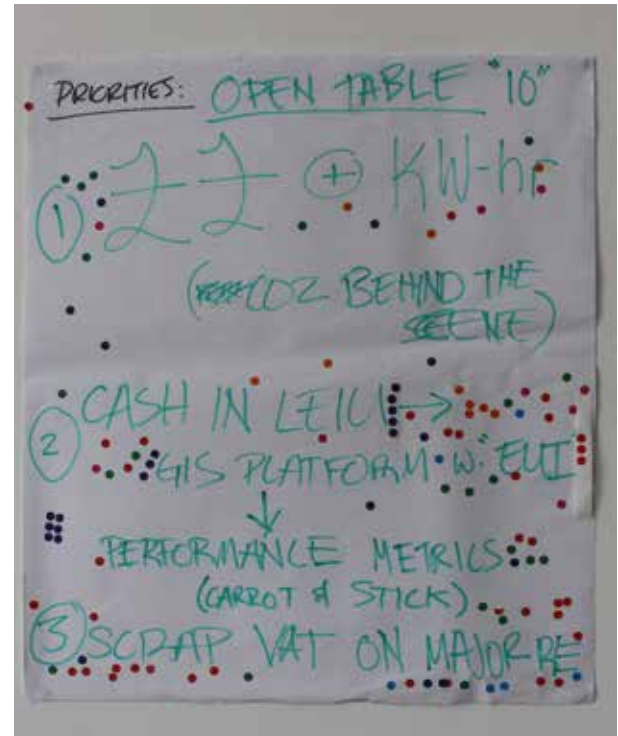 PRIORITIES: OPEN TABLE "10"
1 ££ + KW-hr
(CO2 BEHIND THE
SCENE)
2 CASH IN LEIU →
GIS PLATFORM W. "EUI"
↓
PERFORMANCE METRICS
(CARROT & STICK)
3 SCRAP VAT ON MAJOR RE